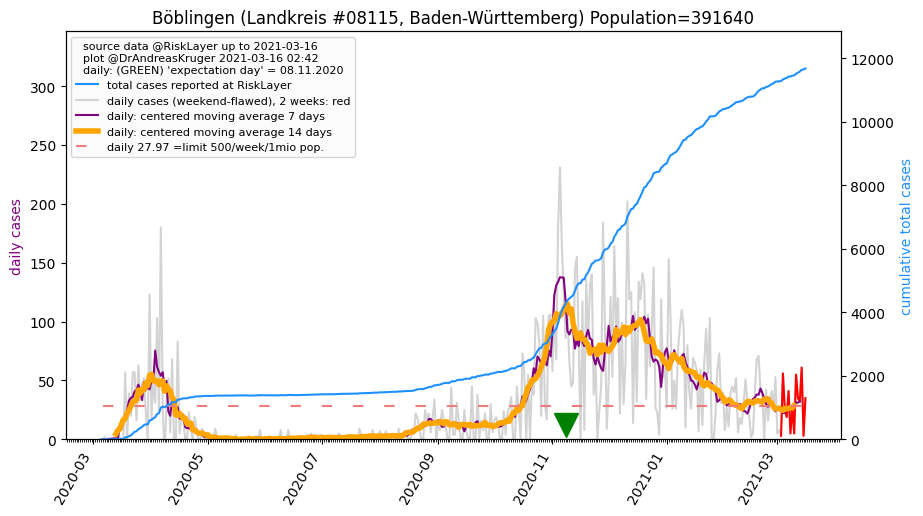 Böblingen (Landkreis #08115, Baden-Württemberg) Population=391640
source data @RiskLayer up to 2021-03-16
plot @DrAndreasKruger 2021-03-16 02:42
daily: (GREEN) 'expectation day' = 08.11.2020
total cases reported at RiskLayer
daily cases (weekend-flawed), 2 weeks: red
daily: centered moving average 7 days
daily: centered moving average 14 days
daily 27.97 =limit 500/week/1mio pop.
daily cases
300
250
200
150
100
50
0
12000
10000
8000
6000
4000
2000
0
cumulative total cases
2020-03
2020-05
2020-07
2020-09
2020-11
2021-01
2021-03